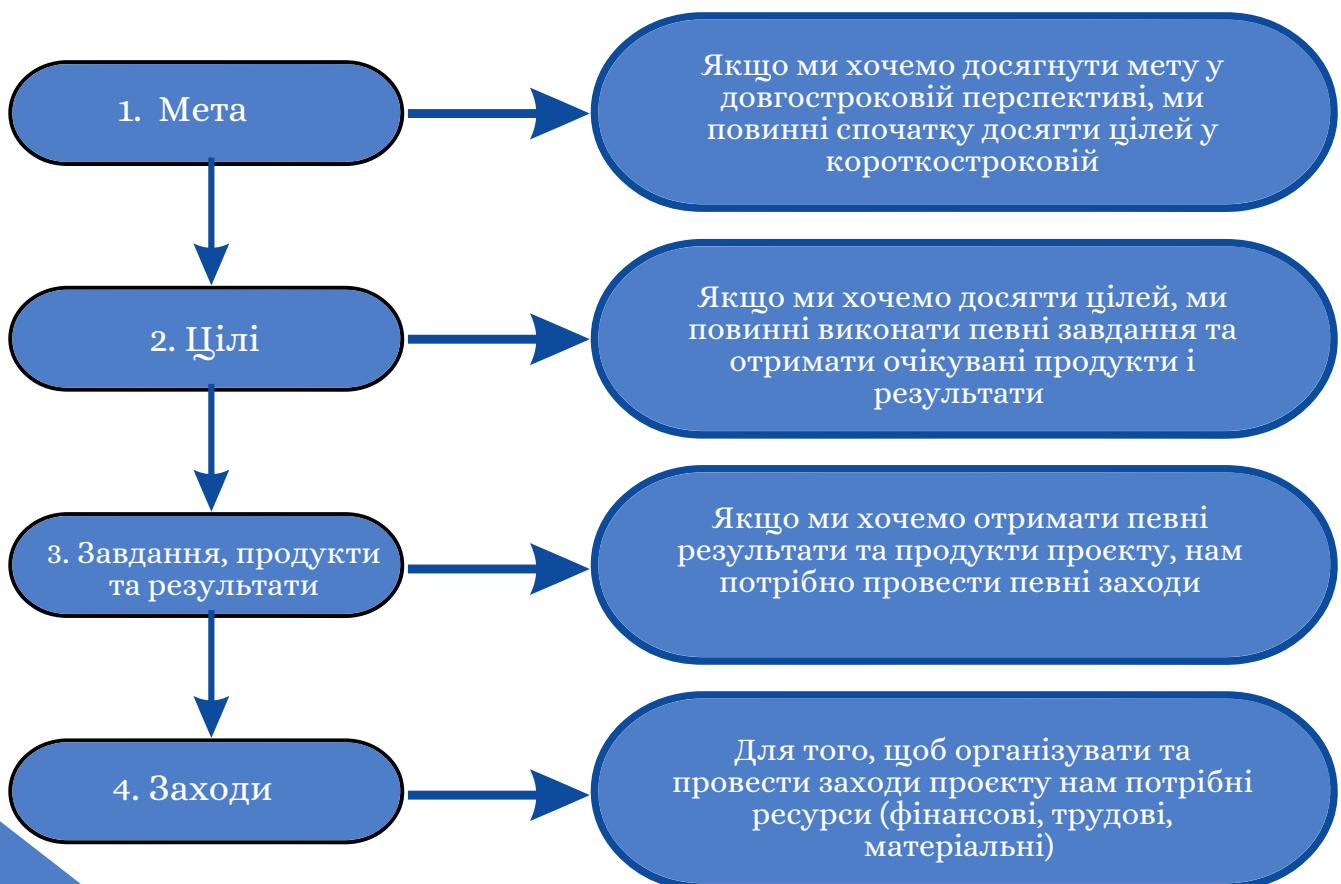 1. Мета
Якщо ми хочемо досягнути мету у
довгостроковій перспективі, ми
повинні спочатку досягти цілей у
короткостроковій
2. Цілі
Якщо ми хочемо досягти цілей, ми
повинні виконати певні завдання та
отримати очікувані продукти і
результати
3. Завдання, продукти
та результати
Якщо ми хочемо отримати певні
результати та продукти проєкту, нам
потрібно провести певні заходи
4. Заходи
Для того, щоб організувати та
провести заходи проєкту нам потрібні
ресурси (фінансові, трудові,
матеріальні)